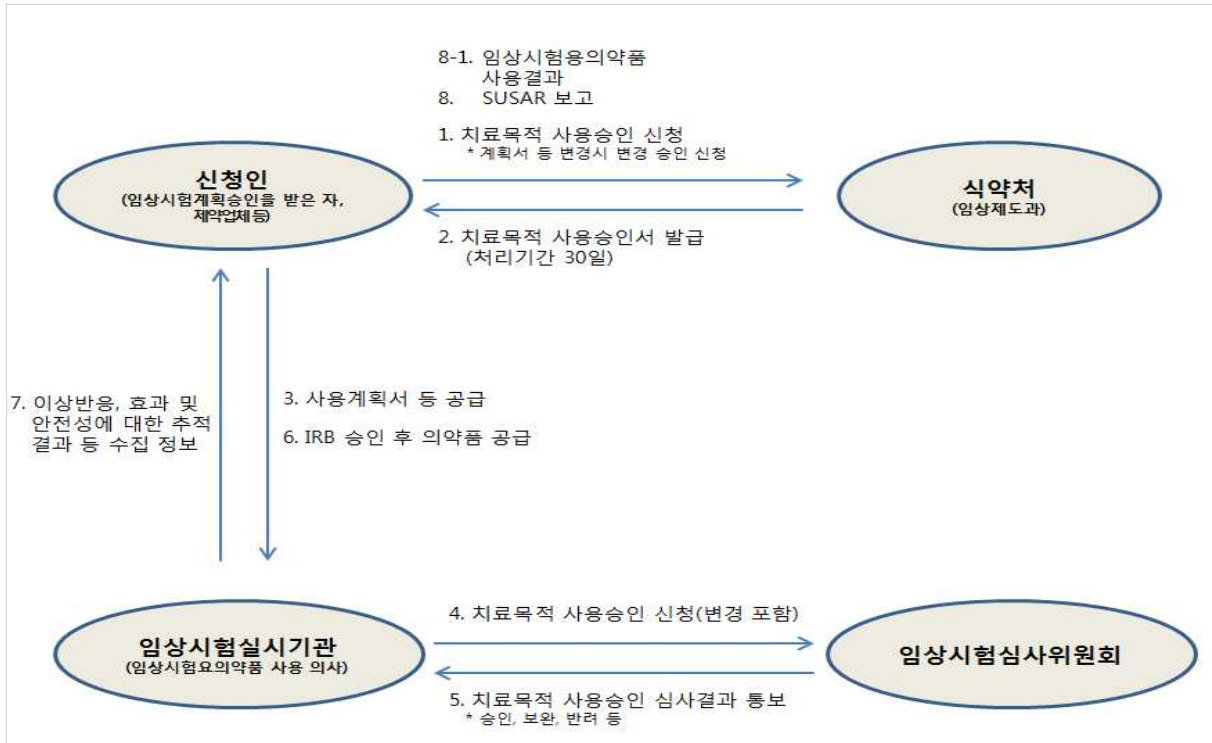 8-1. 임상시험용의약품
사용결과
8. SUSAR 보고
1. 치료목적 사용승인 신청
* 계획서 등 변경시 변경 승인 신청
신청인
(임상시험계획승인을 받은 자,
제약업체등)
식약처
(임상제도과)
2. 치료목적 사용승인서 발급
(처리기간 30일)
7. 이상반응, 효과 및
안전성에 대한 추적
결과 등 수집 정보
3. 사용계획서 등 공급
6. IRB 승인 후 의약품 공급
4. 치료목적 사용승인 신청(변경 포함)
임상시험실시기관
(임상시험요의약품 사용 의사)
임상시험심사위원회
5. 치료목적 사용승인 심사결과 통보
* 승인, 보완, 반려 등